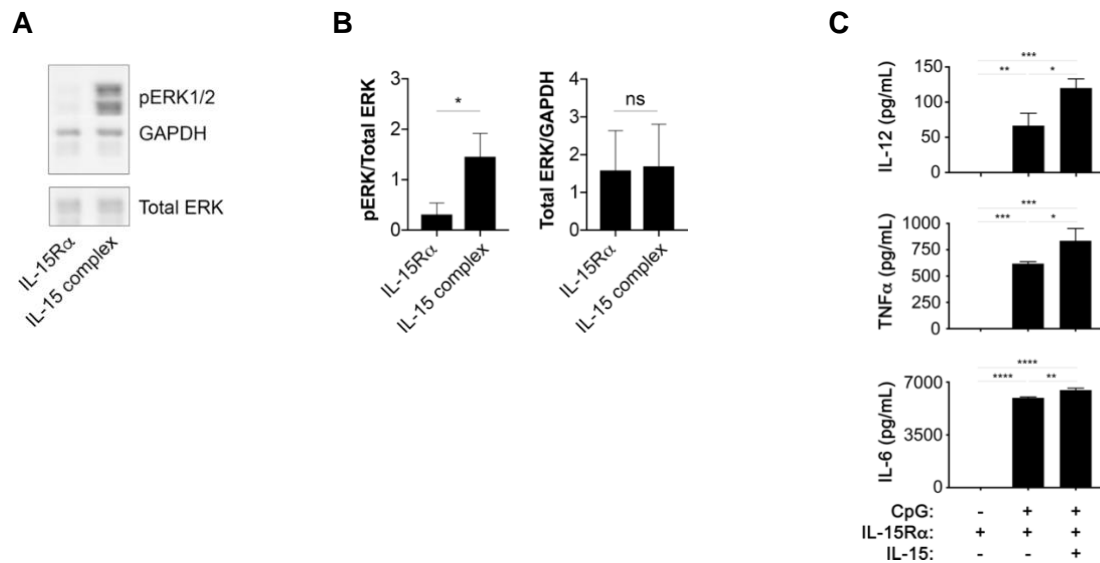 A
pERK1/2
GAPDH
Total ERK
IL-15Rα
IL-15 complex
B
pERK/Total ERK
3
2
1
0
*
IL-15Rα
IL-15 complex
Total ERK/GAPDH
4
3
2
1
0
ns
IL-15Rα
IL-15 complex
C
IL-12 (pg/mL)
150
100
50
0
***
** *
TNFα (pg/mL)
1000
750
500
250
0
***
*** *
IL-6 (pg/mL)
7000
3500
0
****
**** **
CpG: - + +
IL-15Rα: + + +
IL-15: - - +